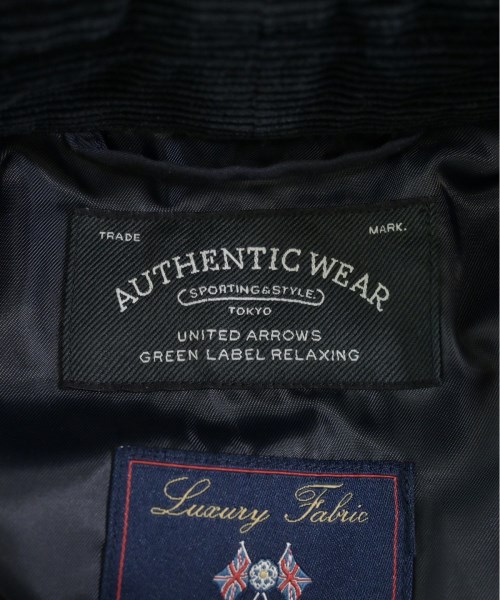 TRADE MARK.
AUTHENTIC WEAR
SPORTING&STYLE.
TOKYO
UNITED ARROWS
GREEN LABEL RELAXING
Luxury Fabric